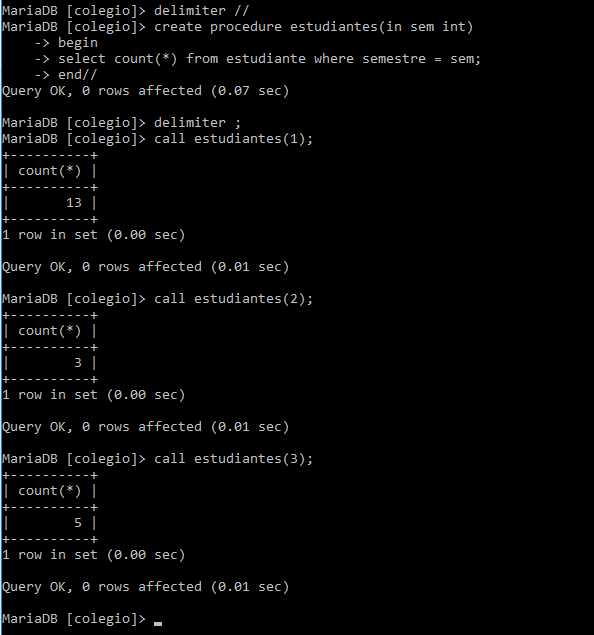 MariaDB [colegio]> delimiter //
MariaDB [colegio]> create procedure estudiantes(in sem int)
    -> begin
    -> select count(*) from estudiante where semestre = sem;
    -> end//
Query OK, 0 rows affected (0.07 sec)

MariaDB [colegio]> delimiter ;
MariaDB [colegio]> call estudiantes(1);
+----------+
| count(*) |
+----------+
|       13 |
+----------+
1 row in set (0.00 sec)

Query OK, 0 rows affected (0.01 sec)

MariaDB [colegio]> call estudiantes(2);
+----------+
| count(*) |
+----------+
|        3 |
+----------+
1 row in set (0.00 sec)

Query OK, 0 rows affected (0.01 sec)

MariaDB [colegio]> call estudiantes(3);
+----------+
| count(*) |
+----------+
|        5 |
+----------+
1 row in set (0.00 sec)

Query OK, 0 rows affected (0.01 sec)

MariaDB [colegio]> _